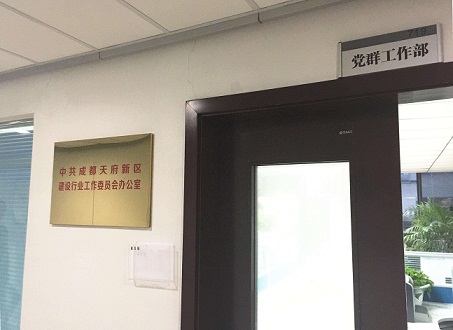 719
党群工作部
中共成都天府新区
建设行业工作委员会办公室